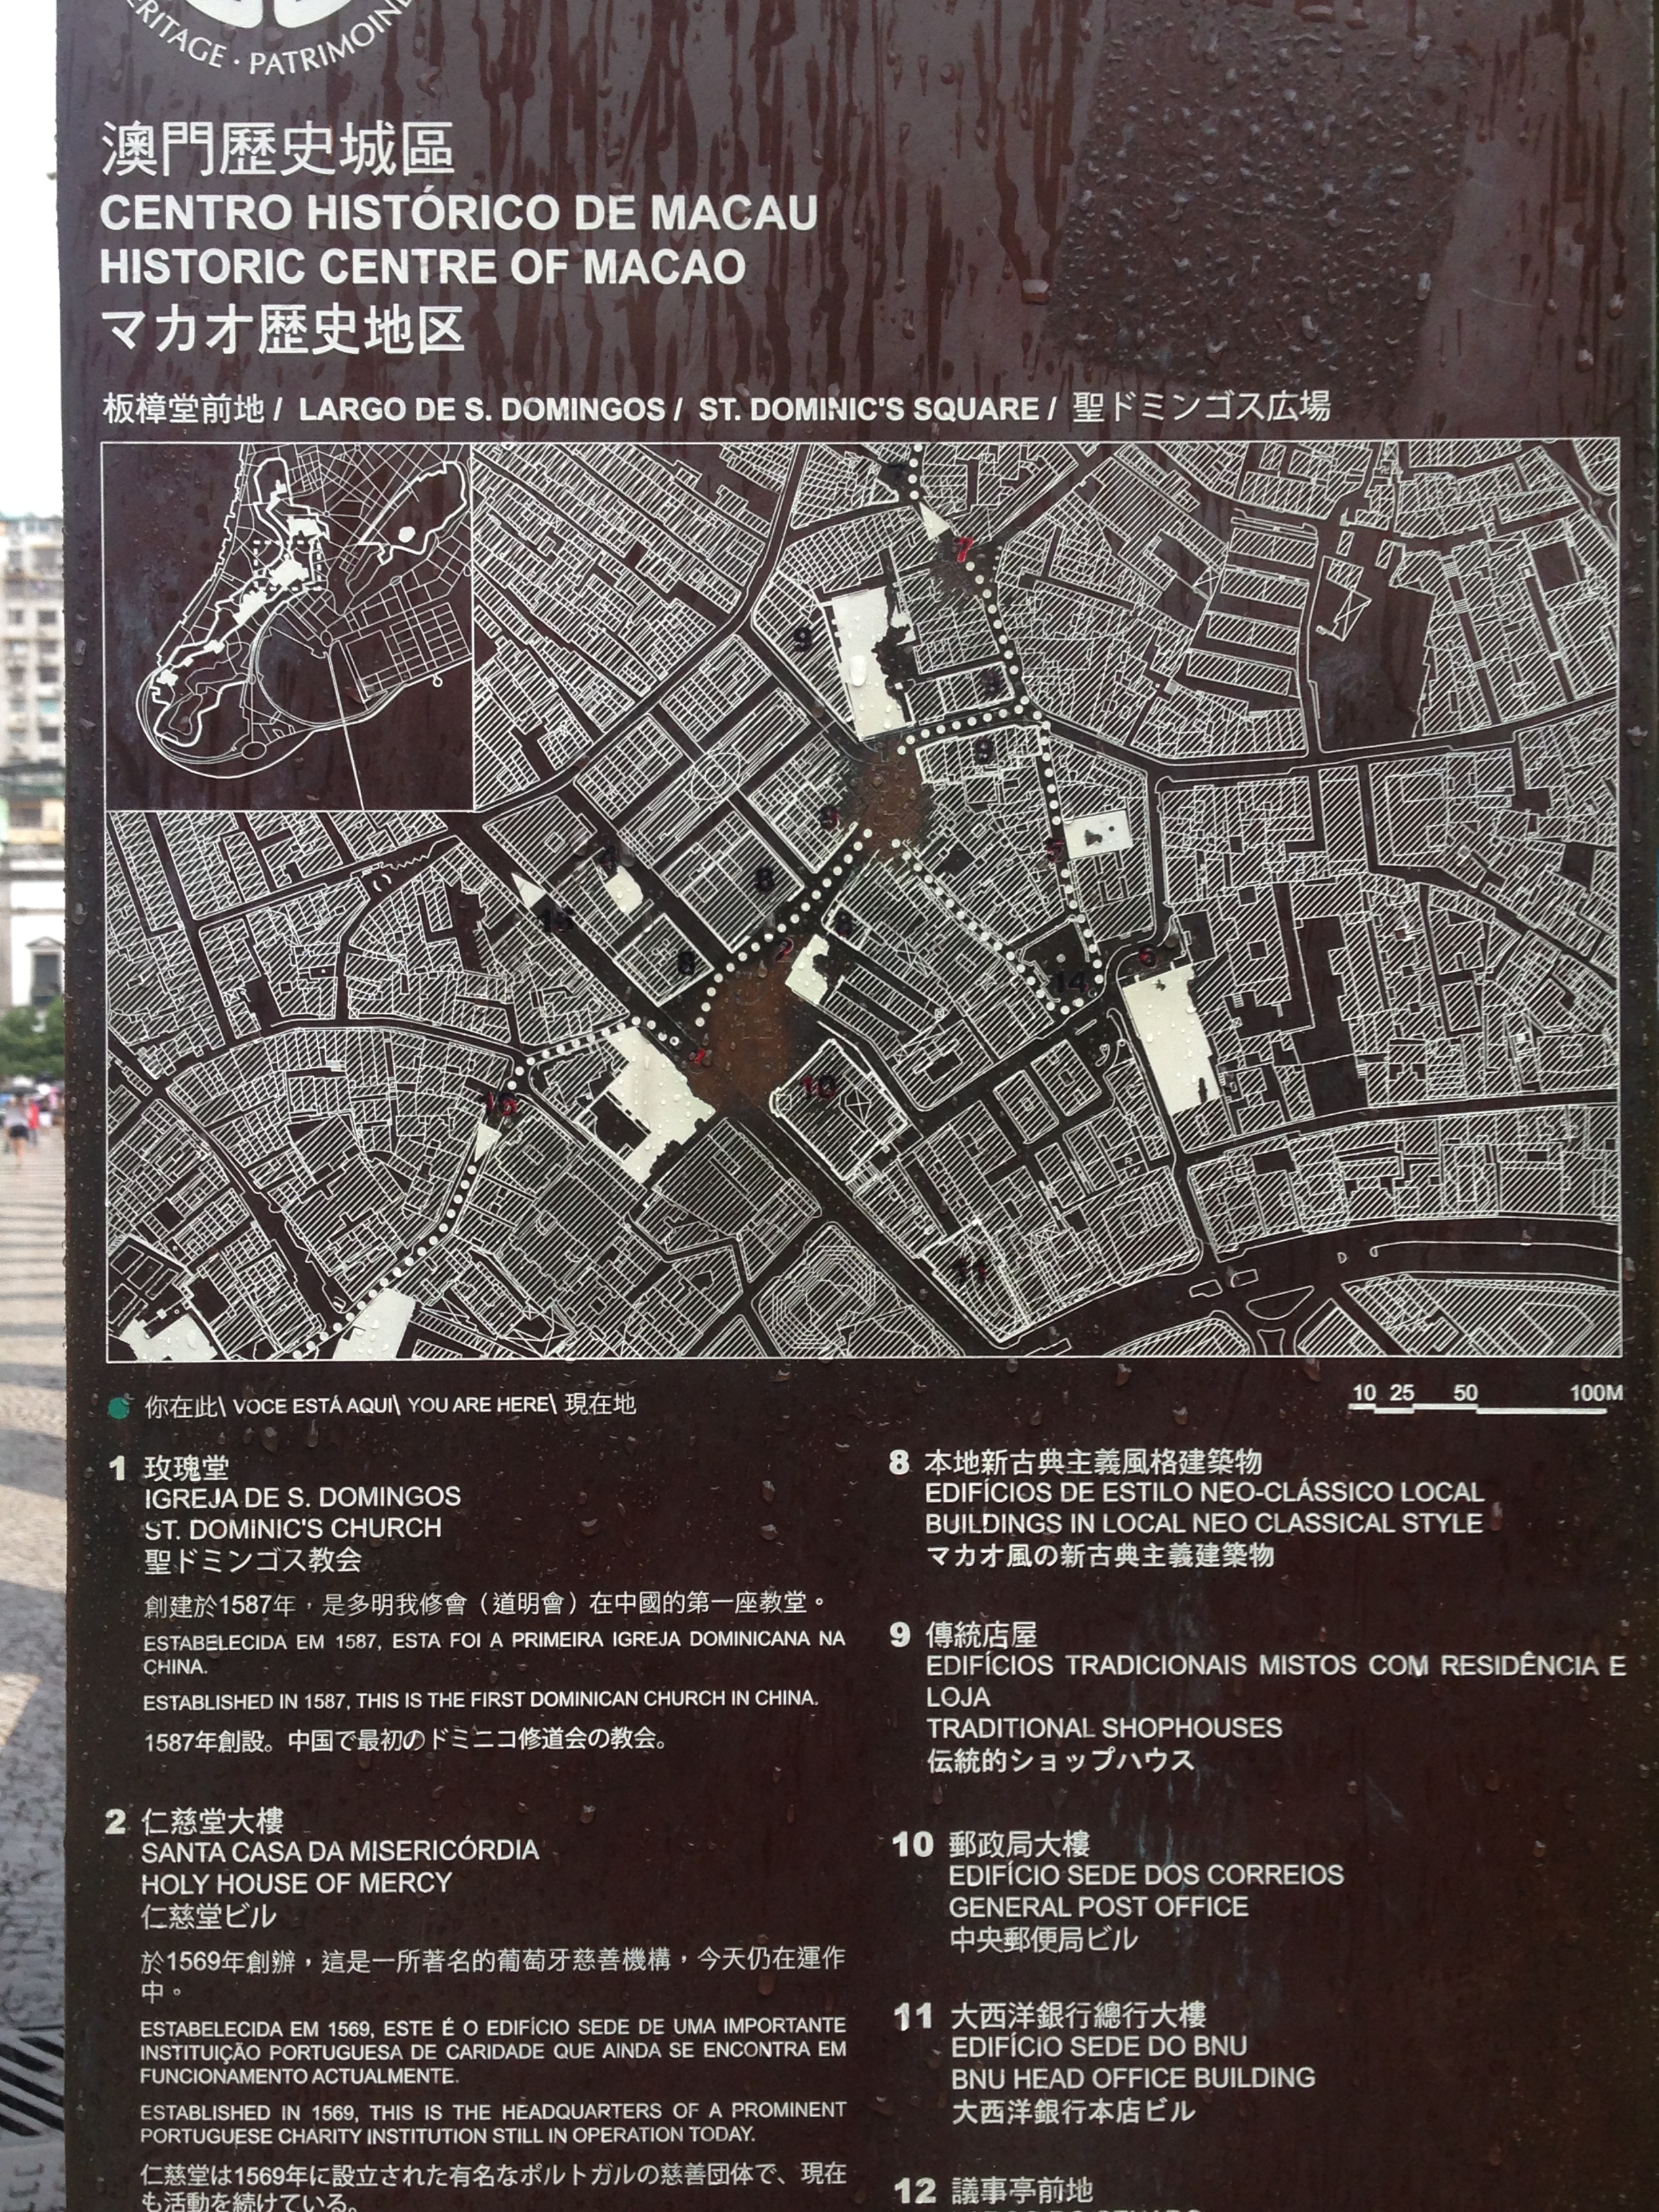 HERITAGE · PATRIMOINE
澳門歷史城區
CENTRO HISTÓRICO DE MACAU
HISTORIC CENTRE OF MACAO
マカオ歴史地区
板樟堂前地 / LARGO DE S. DOMINGOS / ST. DOMINIC'S SQUARE / 聖ドミンゴス広場
7
9
9
4
8
15
8
2
5
14
6
1
10
16
11
你在此\ VOCE ESTÁ AQUI\ YOU ARE HERE\ 現在地
10 25 50 100M
1 玫瑰堂
IGREJA DE S. DOMINGOS
ST. DOMINIC'S CHURCH
聖ドミンゴス教会
創建於1587年，是多明我修會（道明會）在中國的第一座教堂。
ESTABELECIDA EM 1587, ESTA FOI A PRIMEIRA IGREJA DOMINICANA NA
CHINA.
ESTABLISHED IN 1587, THIS IS THE FIRST DOMINICAN CHURCH IN CHINA.
1587年創設。中国で最初のドミニコ修道会の教会。
2 仁慈堂大樓
SANTA CASA DA MISERICÓRDIA
HOLY HOUSE OF MERCY
仁慈堂ビル
於1569年創辦，這是一所著名的葡萄牙慈善機構，今天仍在運作
中。
ESTABELECIDA EM 1569, ESTE É O EDIFÍCIO SEDE DE UMA IMPORTANTE
INSTITUIÇÃO PORTUGUESA DE CARIDADE QUE AINDA SE ENCONTRA EM
FUNCIONAMENTO ACTUALMENTE.
ESTABLISHED IN 1569, THIS IS THE HEADQUARTERS OF A PROMINENT
PORTUGUESE CHARITY INSTITUTION STILL IN OPERATION TODAY.
仁慈堂は1569年に設立された有名なポルトガルの慈善団体で、現在
も活動を続けている。
8 本地新古典主義風格建築物
EDIFÍCIOS DE ESTILO NEO-CLÁSSICO LOCAL
BUILDINGS IN LOCAL NEO CLASSICAL STYLE
マカオ風の新古典主義建築物
9 傳統店屋
EDIFÍCIOS TRADICIONAIS MISTOS COM RESIDÊNCIA E
LOJA
TRADITIONAL SHOPHOUSES
伝統的ショップハウス
10 郵政局大樓
EDIFÍCIO SEDE DOS CORREIOS
GENERAL POST OFFICE
中央郵便局ビル
11 大西洋銀行總行大樓
EDIFÍCIO SEDE DO BNU
BNU HEAD OFFICE BUILDING
大西洋銀行本店ビル
12 議事亭前地